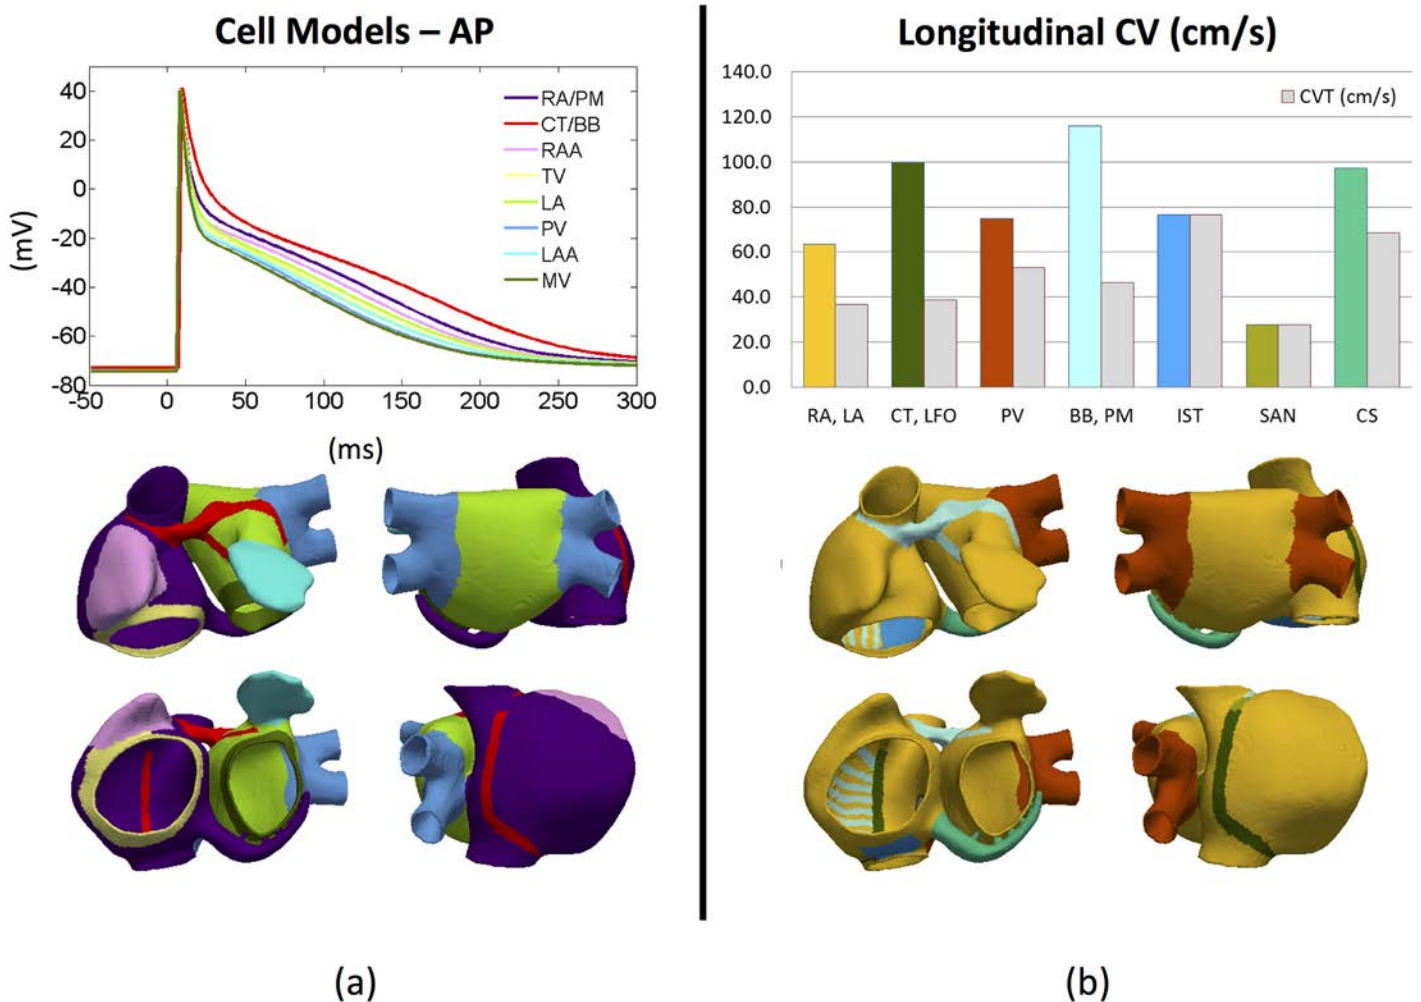 Cell Models – AP
40
20
0
-20
-40
-60
-80
(mV)
-50
0
50
100
150
200
250
300
(ms)
RA/PM
CT/BB
RAA
TV
LA
PV
LAA
MV
(a)
Longitudinal CV (cm/s)
140.0
120.0
100.0
80.0
60.0
40.0
20.0
0.0
CVT (cm/s)
RA, LA
CT, LFO
PV
BB, PM
IST
SAN
CS
(b)